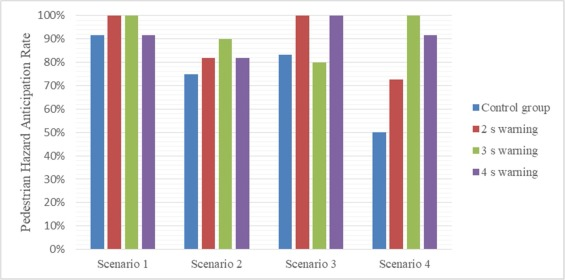 Pedestrian Hazard Anticipation Rate
100%
90%
80%
70%
60%
50%
40%
30%
20%
10%
0%
Scenario 1 Scenario 2 Scenario 3 Scenario 4
Control group
2 s warning
3 s warning
4 s warning